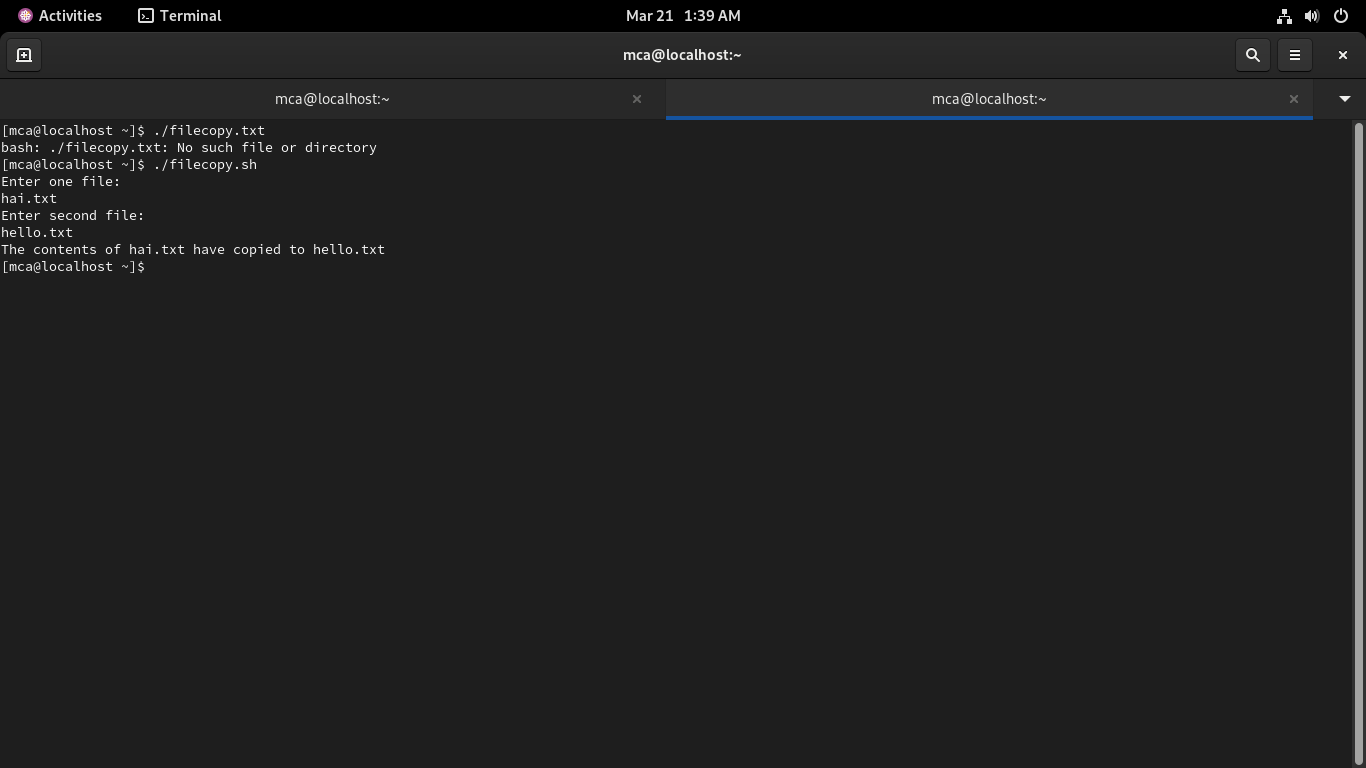 Activities Terminal Mar 21 1:39 AM
mca@localhost:~
mca@localhost:~ mca@localhost:~
[mca@localhost ~]$ ./filecopy.txt
bash: ./filecopy.txt: No such file or directory
[mca@localhost ~]$ ./filecopy.sh
Enter one file:
hai.txt
Enter second file:
hello.txt
The contents of hai.txt have copied to hello.txt
[mca@localhost ~]$